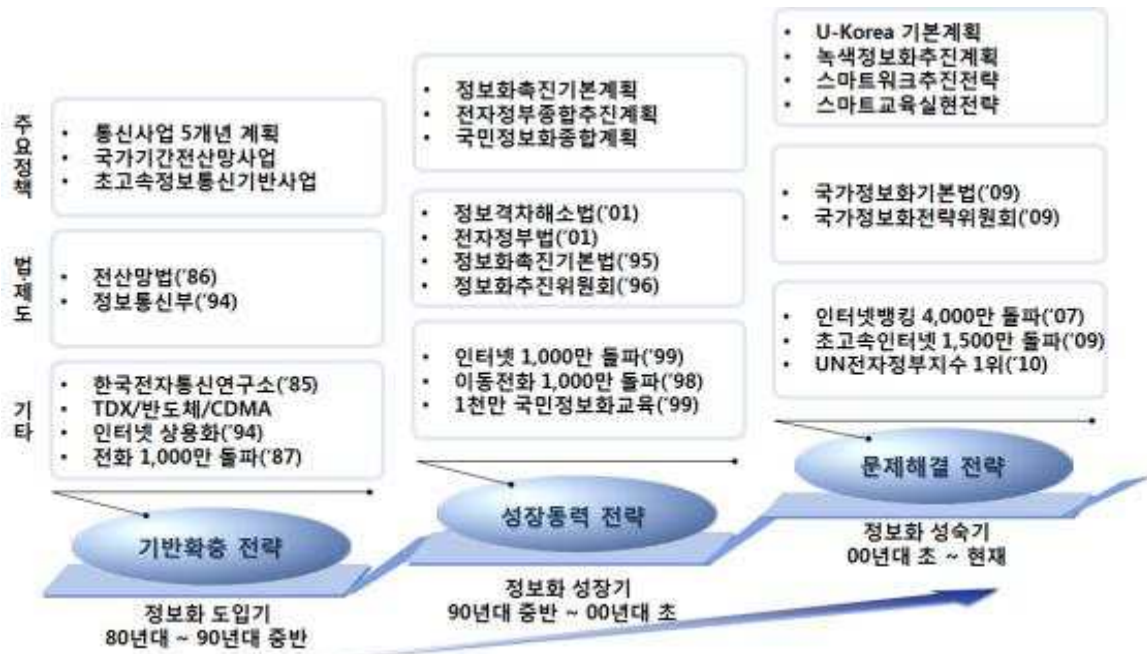 주요정책
• 통신사업 5개년 계획
• 국가기간전산망사업
• 초고속정보통신기반사업
• 정보화촉진기본계획
• 전자정부종합추진계획
• 국민정보화종합계획
• U-Korea 기본계획
• 녹색정보화추진계획
• 스마트워크추진전략
• 스마트교육실현전략
법·제도
• 전산망법('86)
• 정보통신부('94)
• 정보격차해소법('01)
• 전자정부법('01)
• 정보화촉진기본법('95)
• 정보화추진위원회('96)
• 국가정보화기본법('09)
• 국가정보화전략위원회('09)
기타
• 한국전자통신연구소('85)
• TDX/반도체/CDMA
• 인터넷 상용화('94)
• 전화 1,000만 돌파('87)
• 인터넷 1,000만 돌파('99)
• 이동전화 1,000만 돌파('98)
• 1천만 국민정보화교육('99)
• 인터넷뱅킹 4,000만 돌파('07)
• 초고속인터넷 1,500만 돌파('09)
• UN전자정부지수 1위('10)
기반화충 전략
정보화 도입기
80년대 ~ 90년대 중반
성장동력 전략
정보화 성장기
90년대 중반 ~ 00년대 초
문제해결 전략
정보화 성숙기
00년대 초 ~ 현재